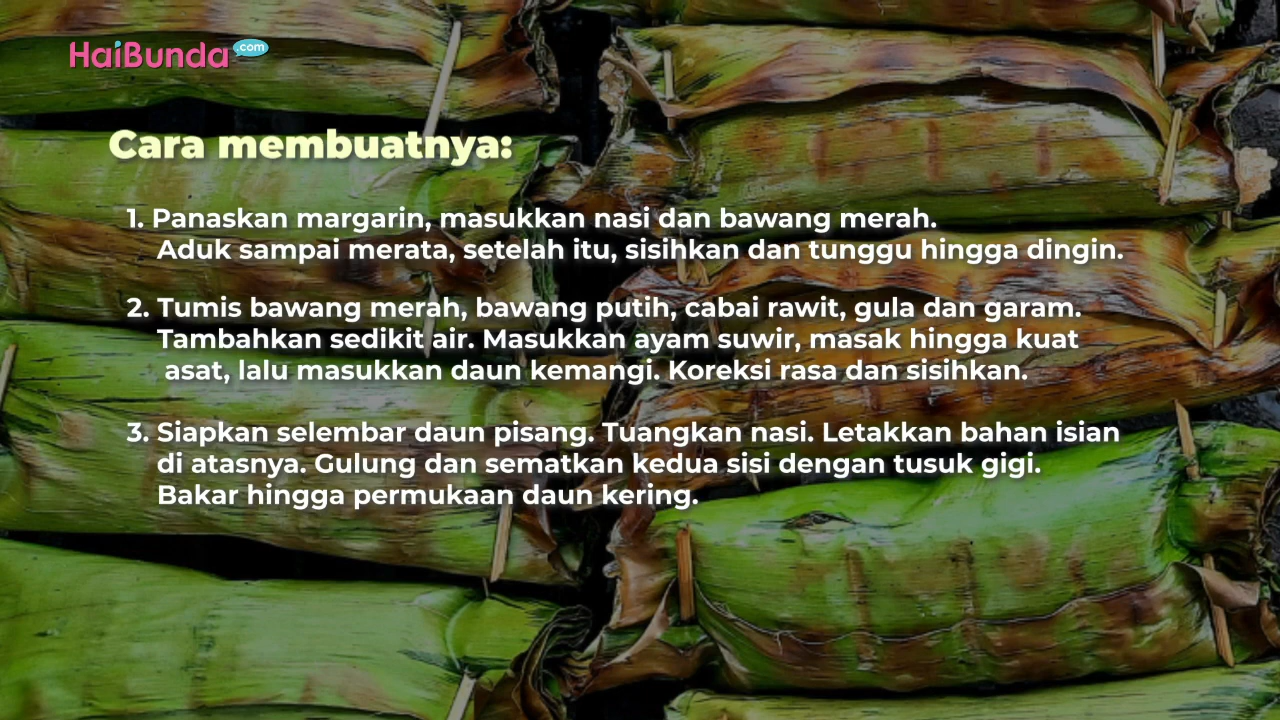 HaiBunda.com
Cara membuatnya:
1. Panaskan margarin, masukkan nasi dan bawang merah.
Aduk sampai merata, setelah itu, sisihkan dan tunggu hingga dingin.
2. Tumis bawang merah, bawang putih, cabai rawit, gula dan garam.
Tambahkan sedikit air. Masukkan ayam suwir, masak hingga kuat
asat, lalu masukkan daun kemangi. Koreksi rasa dan sisihkan.
3. Siapkan selembar daun pisang. Tuangkan nasi. Letakkan bahan isian
di atasnya. Gulung dan sematkan kedua sisi dengan tusuk gigi.
Bakar hingga permukaan daun kering.